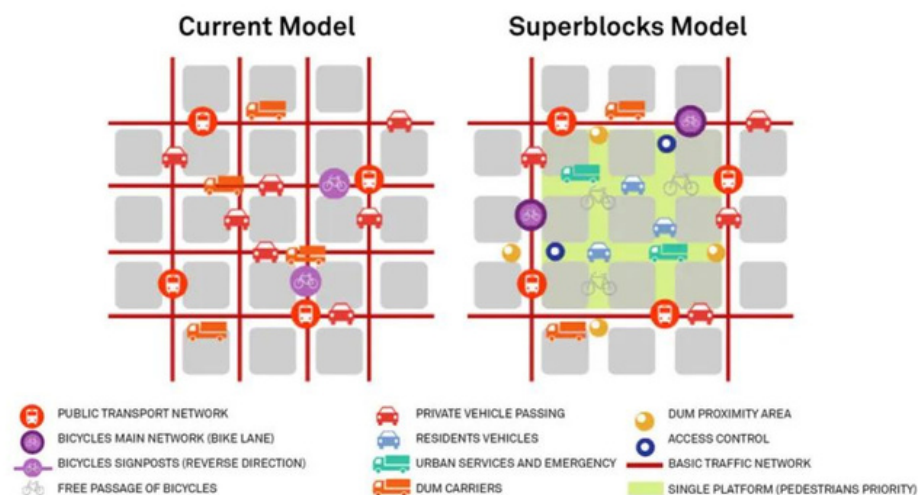 Current Model
Superblocks Model
PUBLIC TRANSPORT NETWORK
BICYCLES MAIN NETWORK (BIKE LANE)
BICYCLES SIGNPOSTS (REVERSE DIRECTION)
FREE PASSAGE OF BICYCLES
PRIVATE VEHICLE PASSING
RESIDENTS VEHICLES
URBAN SERVICES AND EMERGENCY
DUM CARRIERS
DUM PROXIMITY AREA
ACCESS CONTROL
BASIC TRAFFIC NETWORK
SINGLE PLATFORM (PEDESTRIANS PRIORITY)